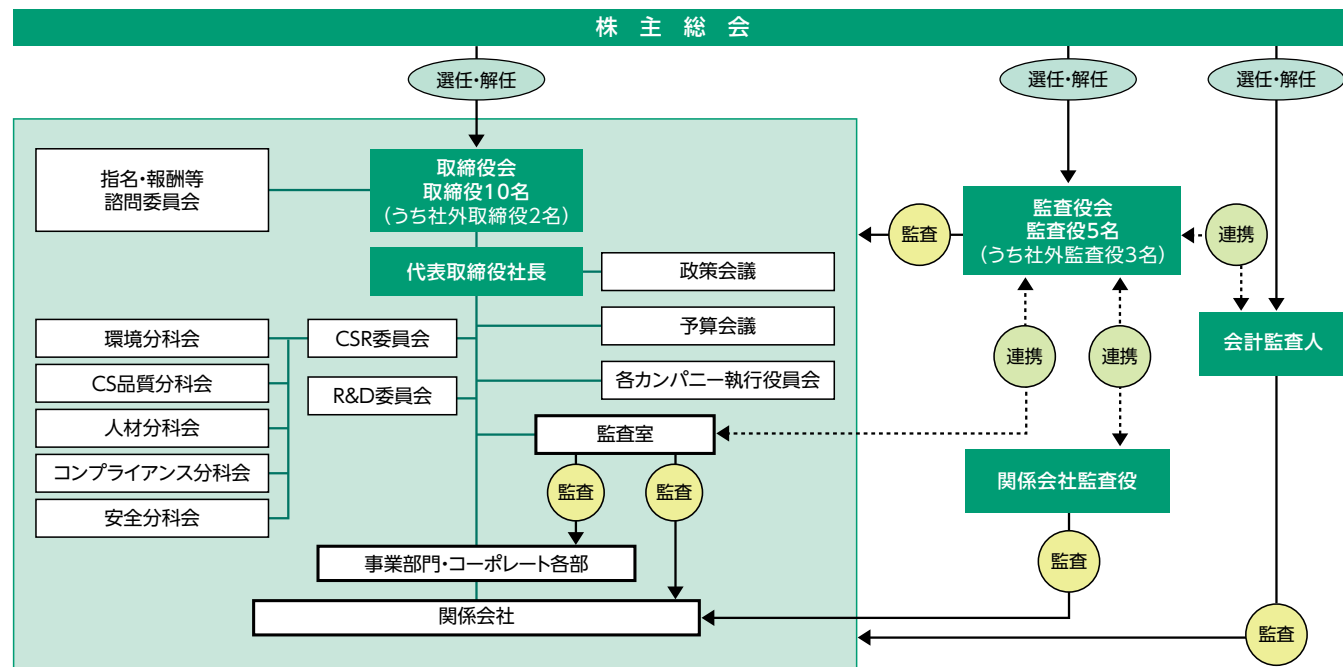 株主総会
選任・解任
選任・解任
選任・解任
指名・報酬等
諮問委員会
取締役会
取締役10名
(うち社外取締役2名)
監査
監査役会
監査役5名
(うち社外監査役3名)
連携
代表取締役社長
政策会議
環境分科会
CSR委員会
予算会議
連携
連携
会計監査人
CS品質分科会
R&D委員会
各カンパニー執行役員会
人材分科会
監査室
コンプライアンス分科会
関係会社監査役
安全分科会
監査
監査
事業部門・コーポレート各部
監査
関係会社
監査